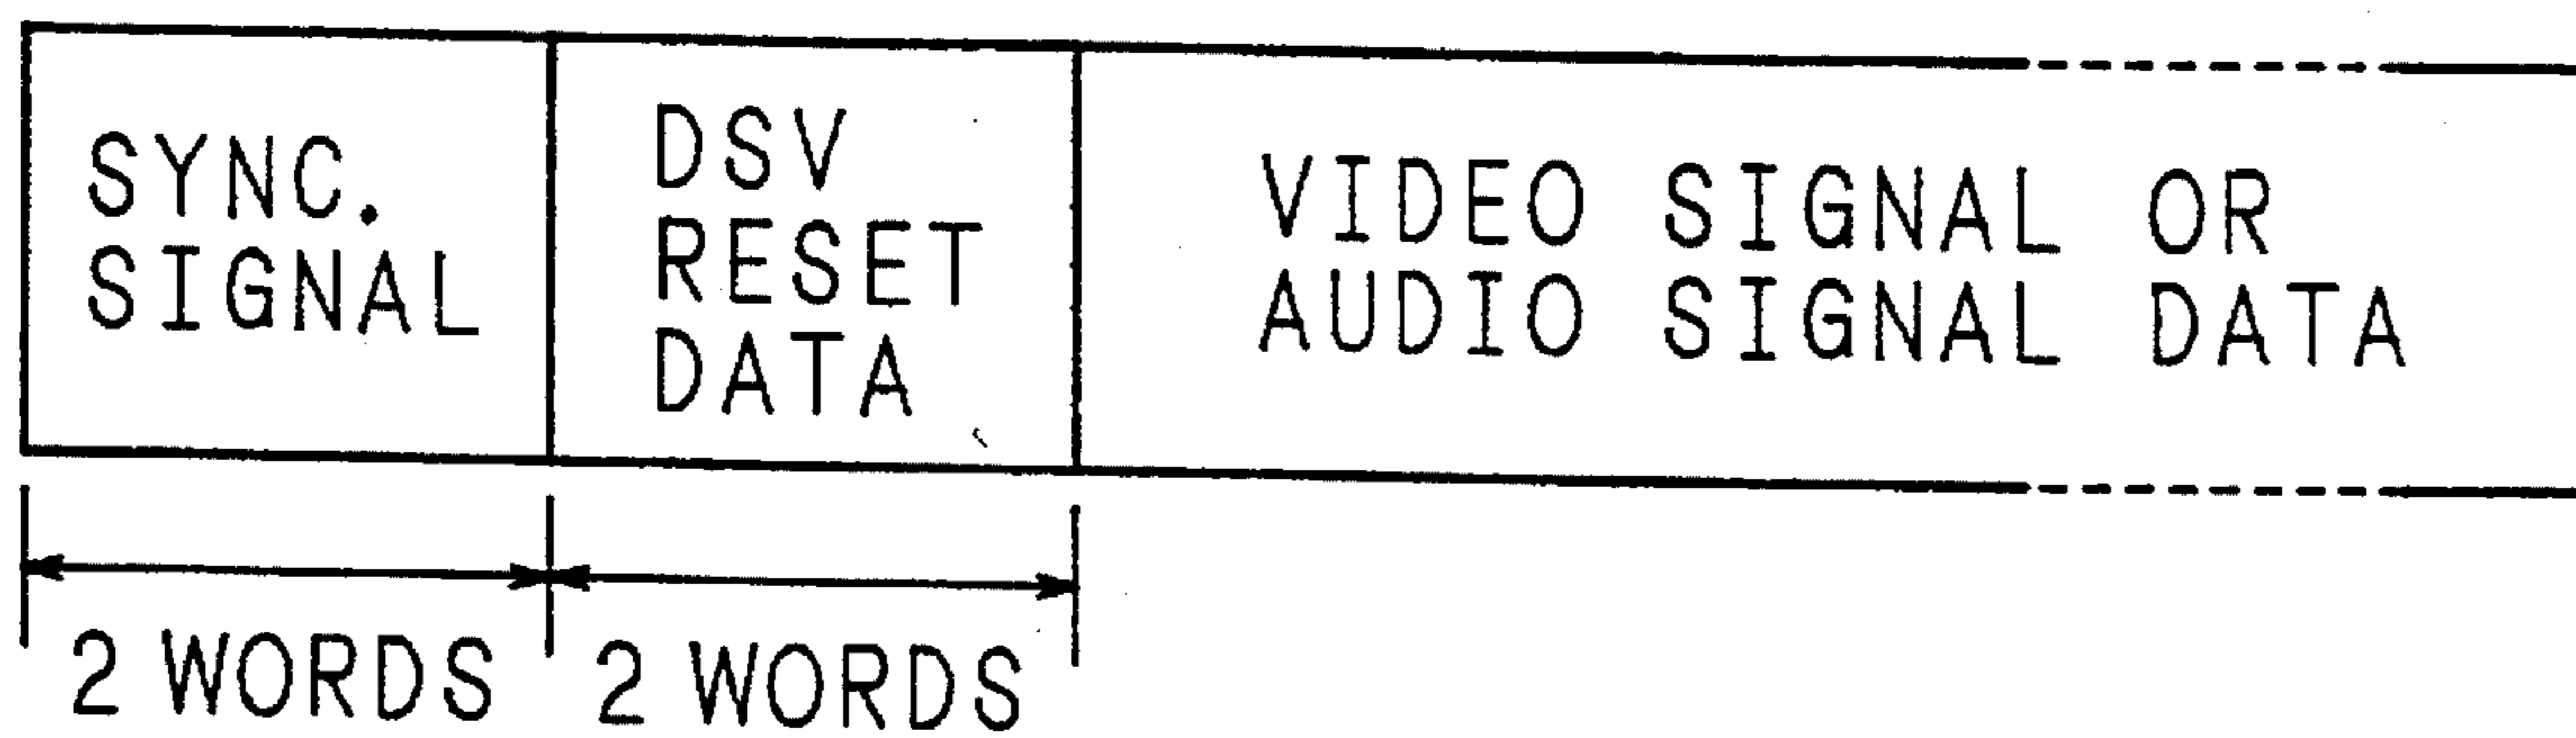 SYNC.
SIGNAL
DSV
RESET
DATA
VIDEO SIGNAL OR
AUDIO SIGNAL DATA
2 WORDS
2 WORDS